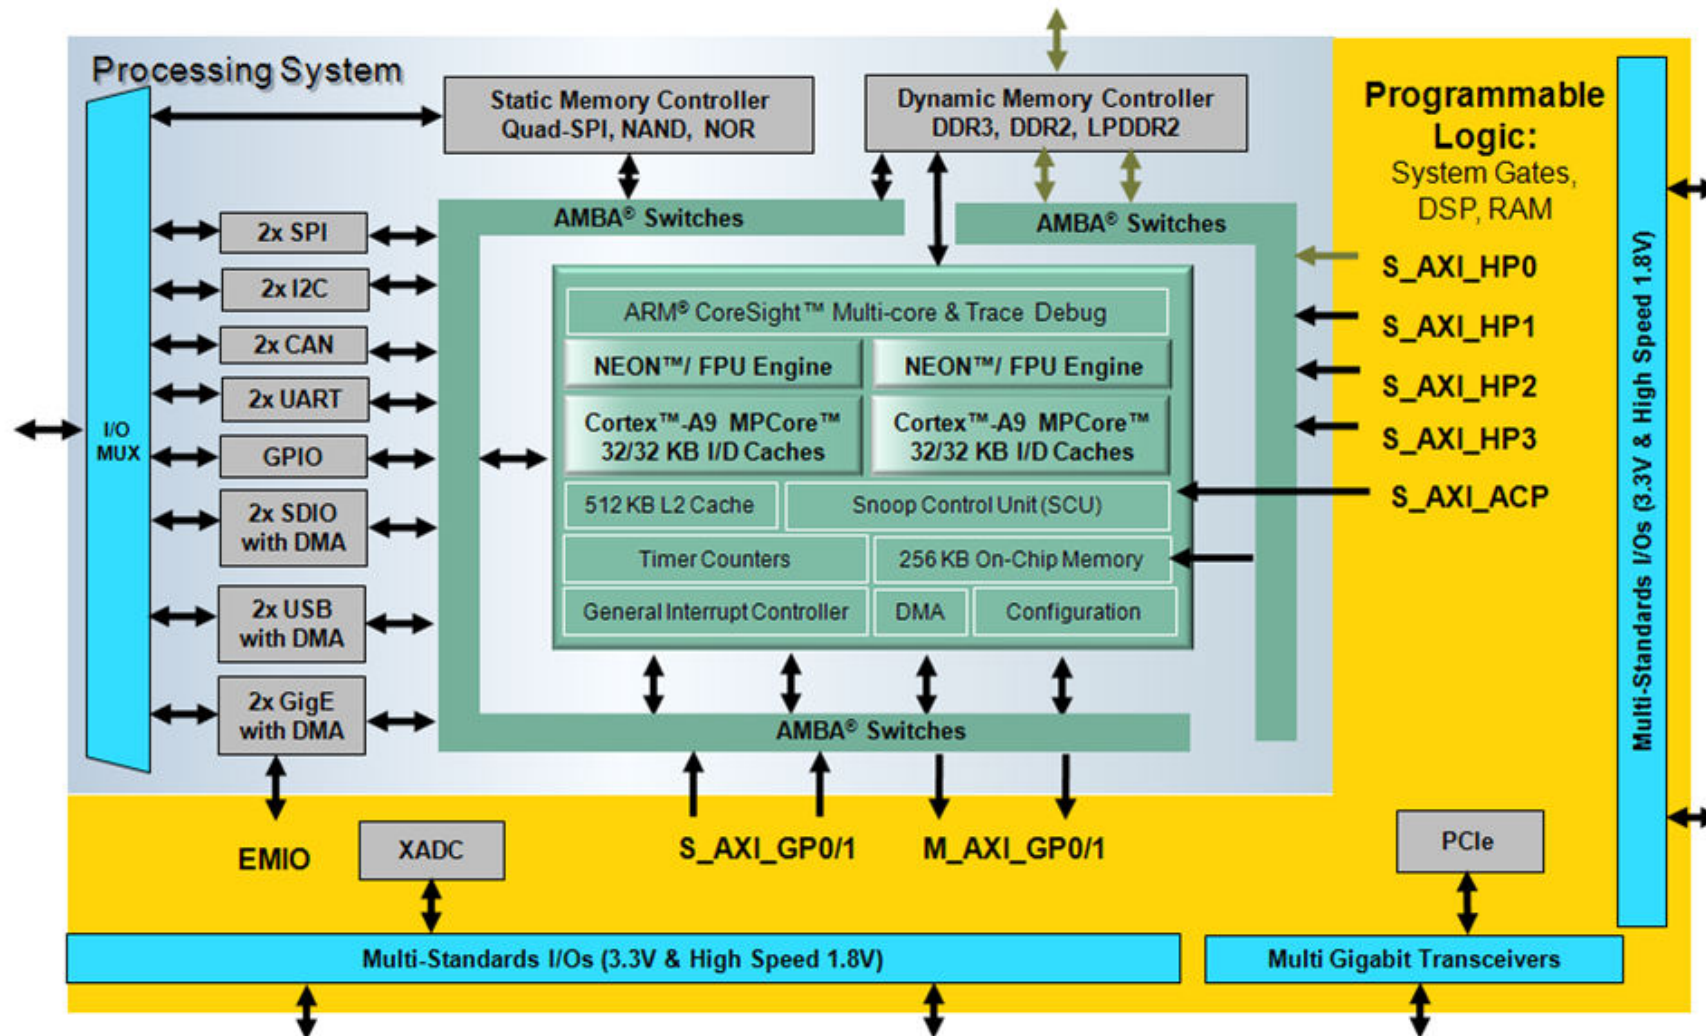 Processing System
Static Memory Controller
Quad-SPI, NAND, NOR
Dynamic Memory Controller
DDR3, DDR2, LPDDR2
Programmable
Logic:
System Gates,
DSP, RAM
AMBA® Switches
AMBA® Switches
2x SPI
2x I2C
2x CAN
2x UART
GPIO
2x SDIO
with DMA
2x USB
with DMA
2x GigE
with DMA
I/O
MUX
ARM® CoreSight™ Multi-core & Trace Debug
NEON™/ FPU Engine
NEON™/ FPU Engine
Cortex™-A9 MPCore™
32/32 KB I/D Caches
Cortex™-A9 MPCore™
32/32 KB I/D Caches
512 KB L2 Cache
Snoop Control Unit (SCU)
Timer Counters
256 KB On-Chip Memory
General Interrupt Controller
DMA
Configuration
AMBA® Switches
S_AXI_HP0
S_AXI_HP1
S_AXI_HP2
S_AXI_HP3
S_AXI_ACP
Multi-Standards I/Os (3.3V & High Speed 1.8V)
EMIO
XADC
S_AXI_GP0/1
M_AXI_GP0/1
PCIe
Multi-Standards I/Os (3.3V & High Speed 1.8V)
Multi Gigabit Transceivers